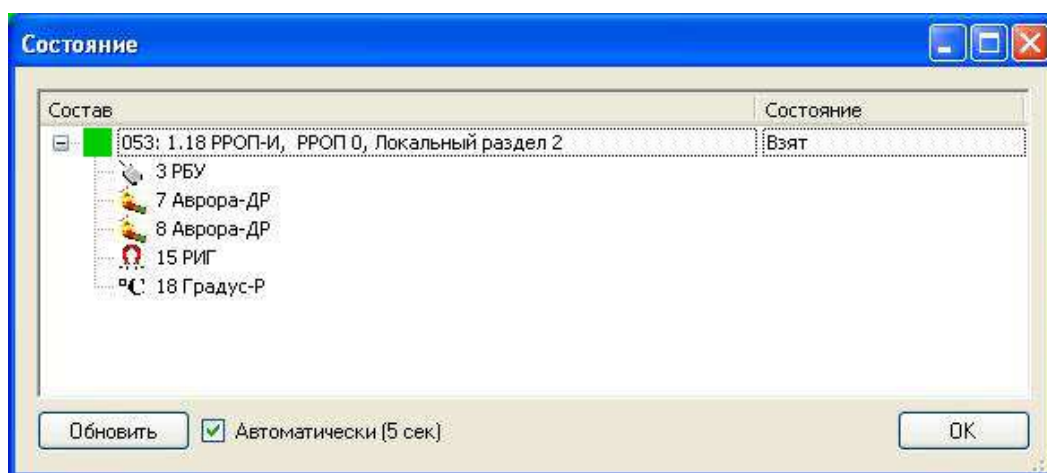 Состояние
Состав Состояние
053: 1.18 РРОП-И, РРОП 0, Локальный раздел 2 Взят
3 РБУ
7 Аврора-ДР
8 Аврора-ДР
15 РИГ
°C 18 Градус-Р
Обновить Автоматически (5 сек) OK